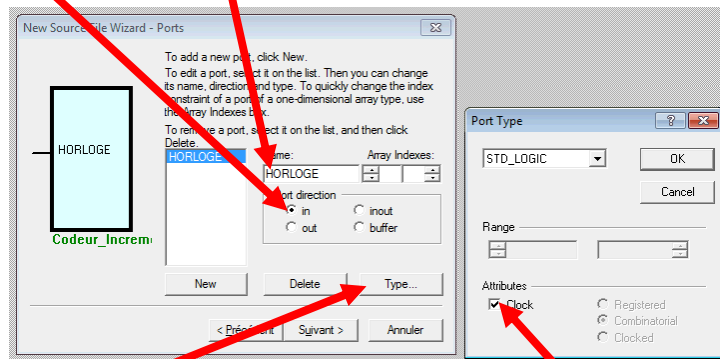 New Source File Wizard - Ports
To add a new port, click New.
To edit a port, select it on the list. Then you can change
its name, direction and type. To quickly change the index
constraint of a port of a one-dimensional array type, use
the Array Indexes box.
To remove a port, select it on the list, and then click
Delete.
HORLOGE
HORLOGE
Name:
Array Indexes:
HORLOGE
Port direction
in
inout
out
buffer
Codeur_Increm
New
Delete
Type...
< Précédent
Suivant >
Annuler
Port Type
STD_LOGIC
OK
Cancel
Range
Attributes
Clock
Registered
Combinatorial
Clocked